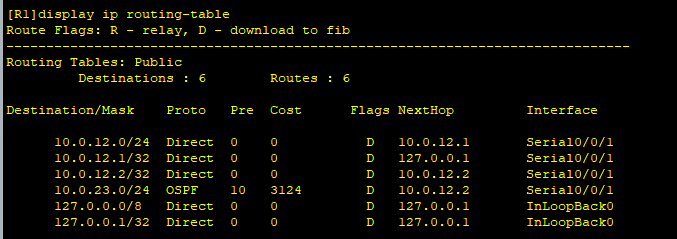 [R1]display ip routing-table
Route Flags: R - relay, D - download to fib
------------------------------------------------------------------------------
Routing Tables: Public
         Destinations : 6        Routes : 6

Destination/Mask    Proto   Pre  Cost      Flags NextHop         Interface

      10.0.12.0/24  Direct  0    0           D   10.0.12.1       Serial0/0/1
      10.0.12.1/32  Direct  0    0           D   127.0.0.1       Serial0/0/1
      10.0.12.2/32  Direct  0    0           D   10.0.12.2       Serial0/0/1
      10.0.23.0/24  OSPF    10   3124        D   10.0.12.2       Serial0/0/1
      127.0.0.0/8   Direct  0    0           D   127.0.0.1       InLoopBack0
      127.0.0.1/32  Direct  0    0           D   127.0.0.1       InLoopBack0